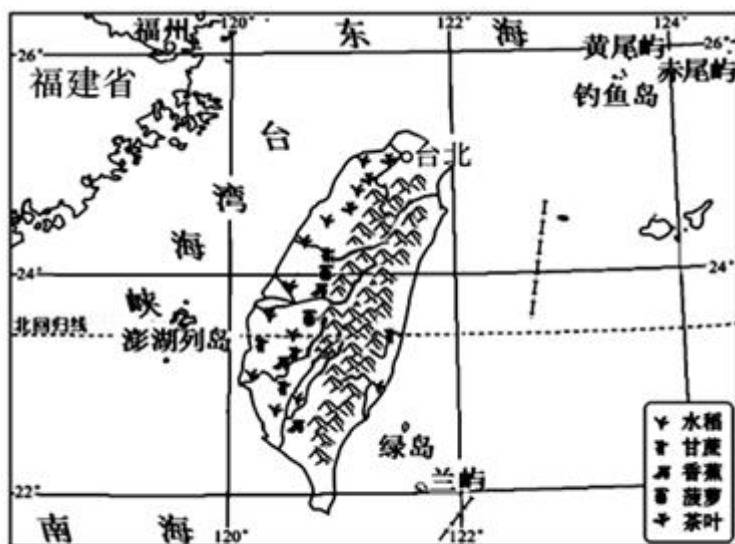 120°
122°
124°
福州
东海
黄尾屿
26°
26°
赤尾屿
福建省
钓鱼岛
台湾海峡
台北
24°
24°
北回归线
澎湖列岛
绿岛
兰屿
22°
南海
120°
122°
水稻
甘蔗
香蕉
菠萝
茶叶